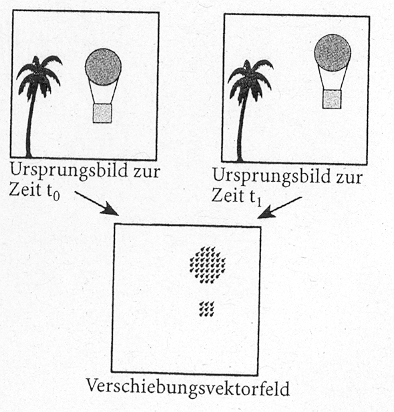 Ursprungsbild zur
Zeit t₀
Ursprungsbild zur
Zeit t₁
Verschiebungsvektorfeld